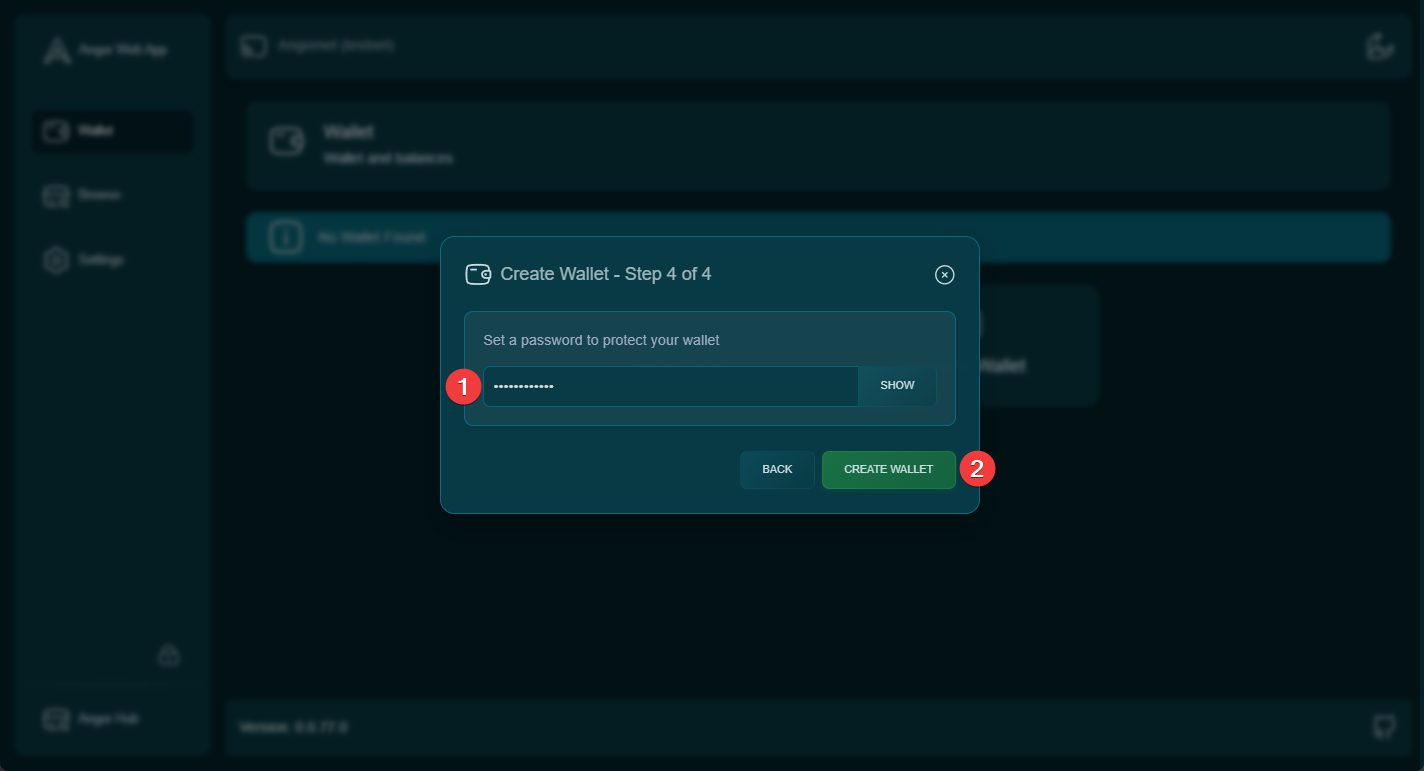 Angor Web App
Angornet (testnet)
Wallet
Wallet
Wallet and balances
Browse
No Wallet Found
Settings
Create Wallet - Step 4 of 4
Set a password to protect your wallet
1
••••••••••••
SHOW
Wallet
BACK
CREATE WALLET
2
Angor Hub
Version: 0.0.77.0